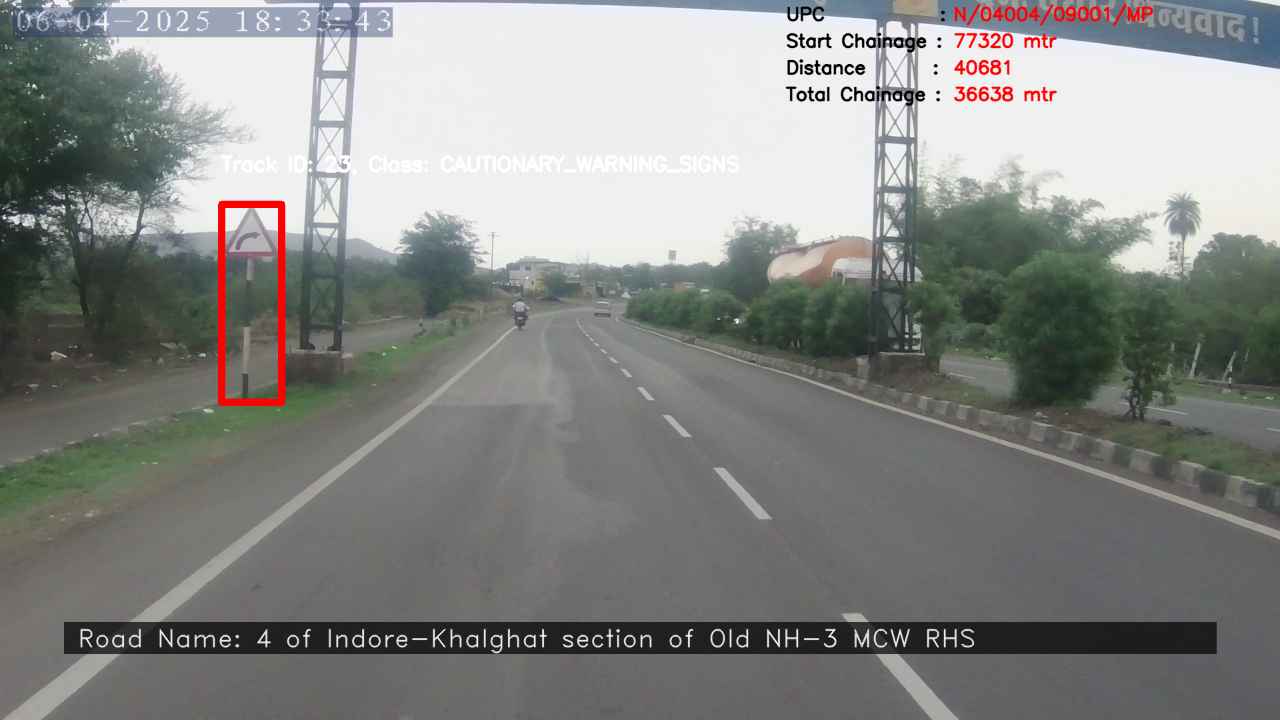 06-04-2025 18:33:43
UPC : N/04004/09001/MP
धन्यवाद!
Start Chainage : 77320 mtr
Distance : 40681
Total Chainage : 36638 mtr
Track ID: 23, Class: CAUTIONARY_WARNING_SIGNS
Road Name: 4 of Indore-Khalghat section of Old NH-3 MCW RHS